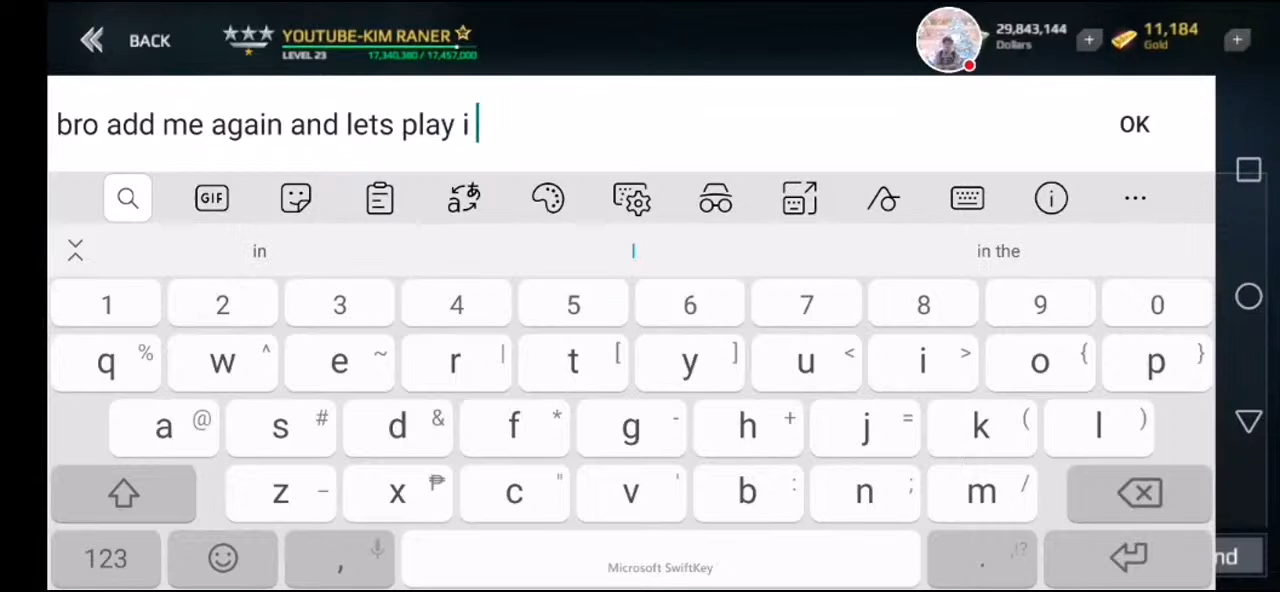 BACK
YOUTUBE-KIM RANER
LEVEL 23
17,340,380 / 17,457,000
29,843,144
Dollars
+
11,184
Gold
+
bro add me again and lets play i
OK
GIF
in
I
in the
1 2 3 4 5 6 7 8 9 0
q % w ^ e ~ r | t [ y ] u < i > o { p }
a @ s # d & f * g - h + j = k ( l )
z _ x ₱ c " v ' b : n ; m /
123 , Microsoft SwiftKey . ,!?
nd